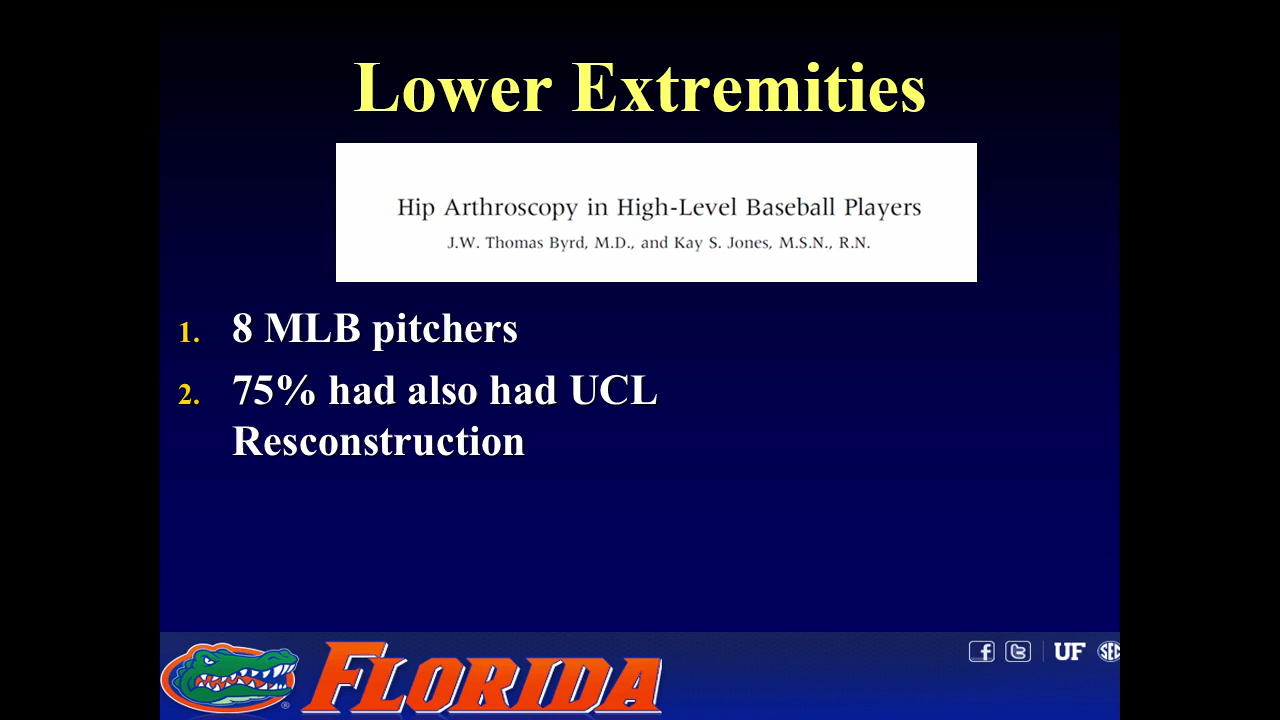 Lower Extremities
Hip Arthroscopy in High-Level Baseball Players
J.W. Thomas Byrd, M.D., and Kay S. Jones, M.S.N., R.N.
1. 8 MLB pitchers
2. 75% had also had UCL
Resconstruction
FLORIDA
®
f
t
UF
SEC